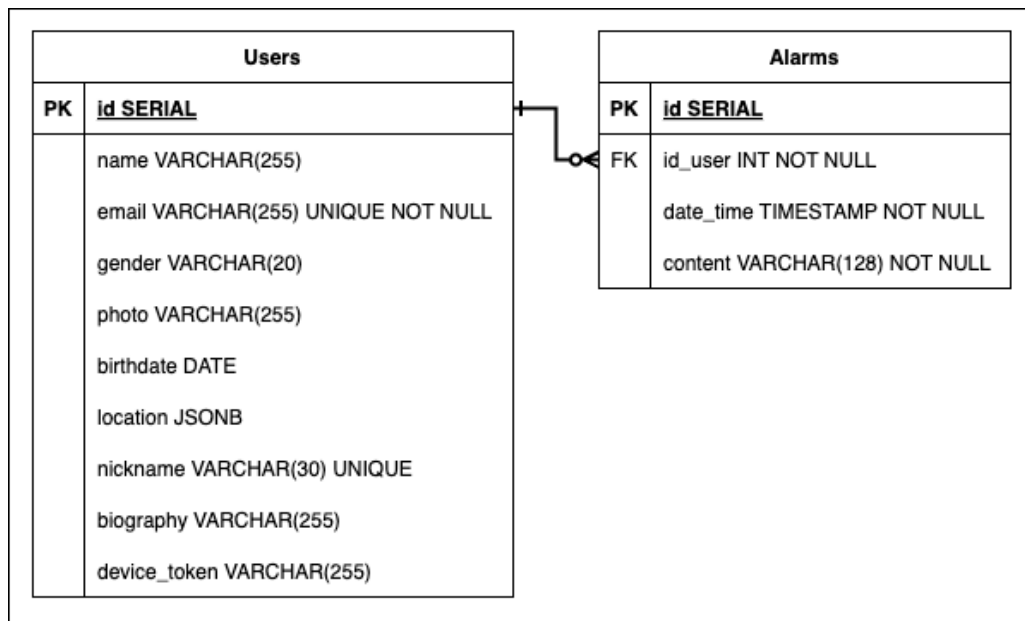 Users
PK id SERIAL
name VARCHAR(255)
email VARCHAR(255) UNIQUE NOT NULL
gender VARCHAR(20)
photo VARCHAR(255)
birthdate DATE
location JSONB
nickname VARCHAR(30) UNIQUE
biography VARCHAR(255)
device_token VARCHAR(255)
Alarms
PK id SERIAL
FK id_user INT NOT NULL
date_time TIMESTAMP NOT NULL
content VARCHAR(128) NOT NULL